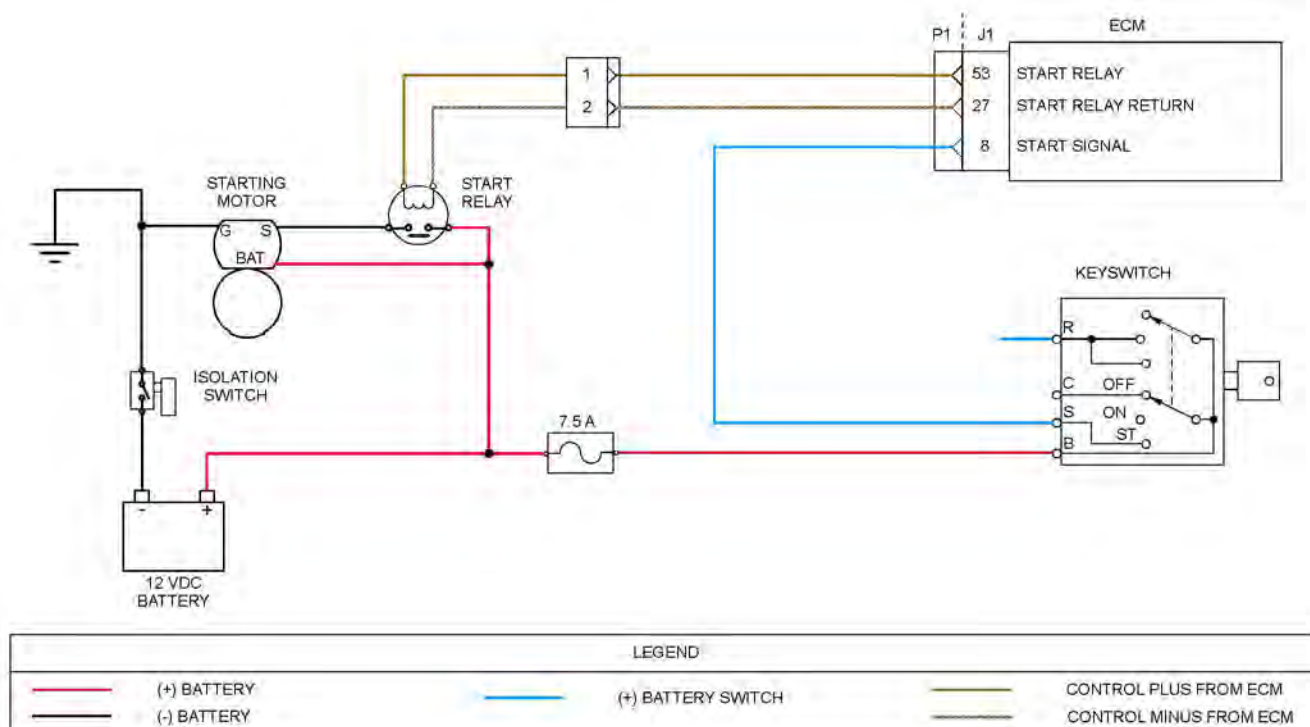 ECM
P1 J1
1
53 START RELAY
2
27 START RELAY RETURN
8 START SIGNAL
STARTING
MOTOR
START
RELAY
G S
BAT
KEYSWITCH
R
ISOLATION
SWITCH
C OFF
ON
S
ST
B
7.5 A
- +
12 VDC
BATTERY
LEGEND
(+) BATTERY
(-) BATTERY
(+) BATTERY SWITCH
CONTROL PLUS FROM ECM
CONTROL MINUS FROM ECM